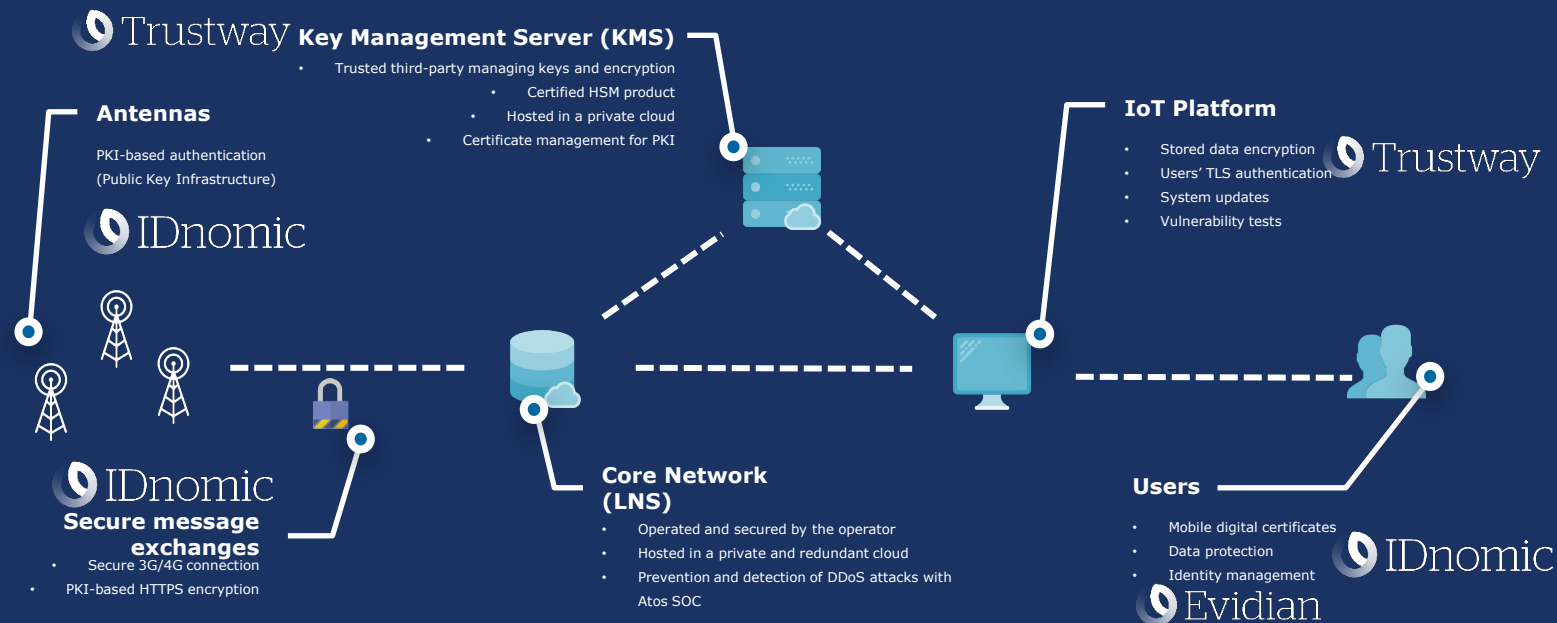 Trustway
Key Management Server (KMS)
• Trusted third-party managing keys and encryption
• Certified HSM product
• Hosted in a private cloud
• Certificate management for PKI
Antennas
PKI-based authentication
(Public Key Infrastructure)
IDnomic
IoT Platform
• Stored data encryption
• Users’ TLS authentication
• System updates
• Vulnerability tests
Trustway
IDnomic
Secure message
exchanges
• Secure 3G/4G connection
• PKI-based HTTPS encryption
Core Network
(LNS)
• Operated and secured by the operator
• Hosted in a private and redundant cloud
• Prevention and detection of DDoS attacks with
Atos SOC
Users
• Mobile digital certificates
• Data protection
• Identity management
IDnomic
Evidian